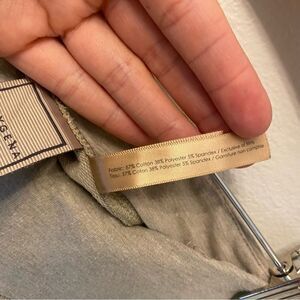 Fabric: 57% Cotton 38% Polyester 5% Spandex / Exclusive of Trim
Tissu: 57% Coton 38% Polyester 5% Spandex / Garniture non comprise